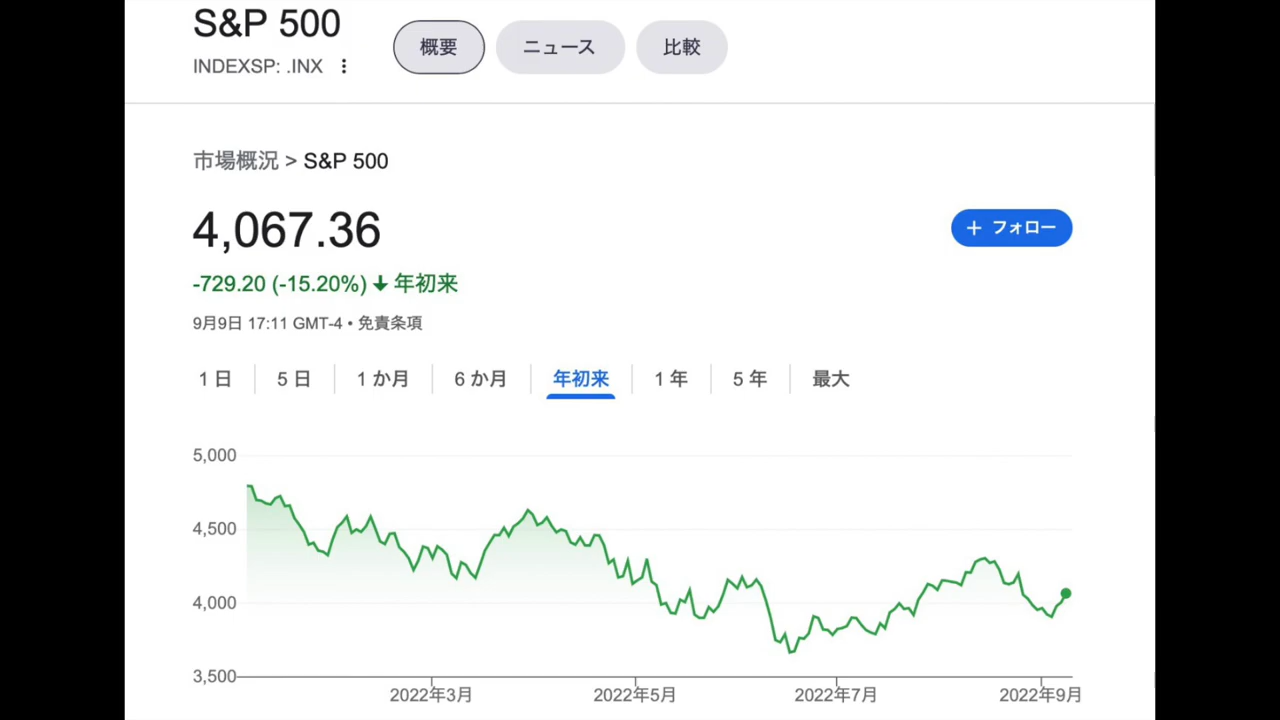 S&P 500
INDEXSP: .INX
概要
ニュース
比較
市場概況 > S&P 500
4,067.36
+ フォロー
-729.20 (-15.20%) ↓ 年初来
9月9日 17:11 GMT-4 • 免責条項
1 日
5 日
1 か月
6 か月
年初来
1 年
5 年
最大
5,000
4,500
4,000
3,500
2022年3月
2022年5月
2022年7月
2022年9月